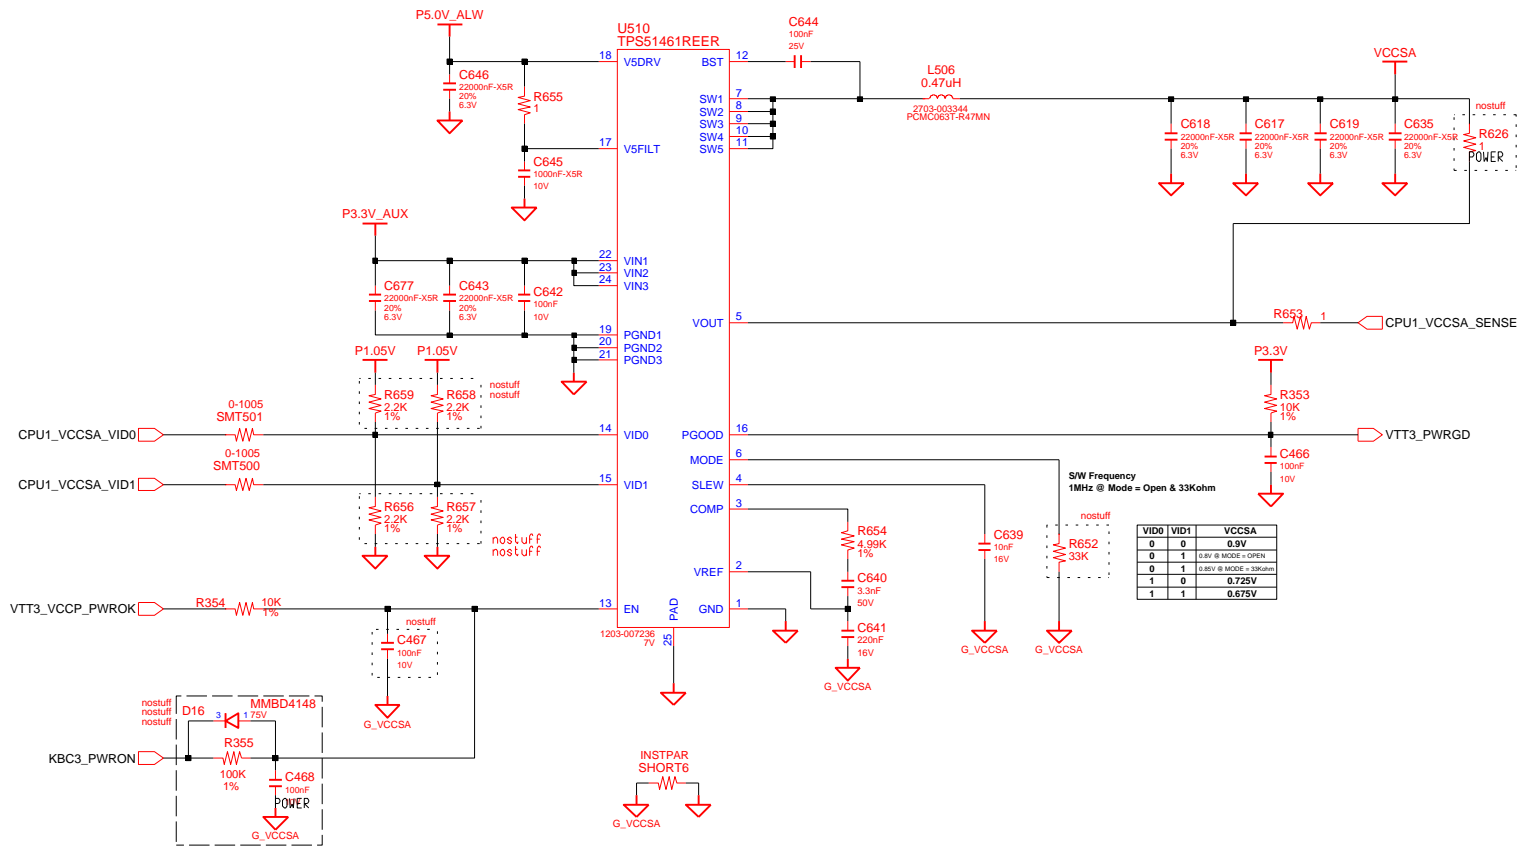 P5.0V_ALW
U510
TPS51461REER
C644
100nF
25V
VCCSA
18 V5DRV
BST 12
C646
22000nF-X5R
20%
6.3V
R655
1
L506
0.47uH
2703-003344
PCMC063T-R47MN
SW1 7
SW2 8
SW3 9
SW4 10
SW5 11
17 V5FILT
C645
1000nF-X5R
10V
C618
22000nF-X5R
20%
6.3V
C617
22000nF-X5R
20%
6.3V
C619
22000nF-X5R
20%
6.3V
C635
22000nF-X5R
20%
6.3V
nostuff
R626
1
POWER
P3.3V_AUX
22 VIN1
23 VIN2
24 VIN3
C677
22000nF-X5R
20%
6.3V
C643
22000nF-X5R
20%
6.3V
C642
100nF
10V
19 PGND1
20 PGND2
21 PGND3
VOUT 5
R653 1
CPU1_VCCSA_SENSE
P1.05V
P1.05V
P3.3V
R659
2.2K
1%
R658
2.2K
1%
nostuff
nostuff
R353
10K
1%
0-1005
SMT501
CPU1_VCCSA_VID0
14 VID0
PGOOD 16
VTT3_PWRGD
0-1005
SMT500
CPU1_VCCSA_VID1
15 VID1
MODE 6
SLEW 4
COMP 3
C466
100nF
10V
S/W Frequency
1MHz @ Mode = Open & 33Kohm
R656
2.2K
1%
R657
2.2K
1%
nostuff
nostuff
R654
4.99K
1%
C639
10nF
16V
nostuff
R652
33K
VID0 VID1 VCCSA
0 0 0.9V
0 1 0.8V @ MODE = OPEN
0 1 0.85V @ MODE = 33Kohm
1 0 0.725V
1 1 0.675V
VREF 2
C640
3.3nF
50V
VTT3_VCCP_PWROK
R354 10K
1%
13 EN
PAD
25
GND 1
1203-007236
7V
C641
220nF
16V
nostuff
C467
100nF
10V
G_VCCSA
G_VCCSA
G_VCCSA
G_VCCSA
nostuff
nostuff
nostuff
D16
3 1
MMBD4148
75V
KBC3_PWRON
R355
100K
1%
C468
100nF
POWER
G_VCCSA
INSTPAR
SHORT6
G_VCCSA